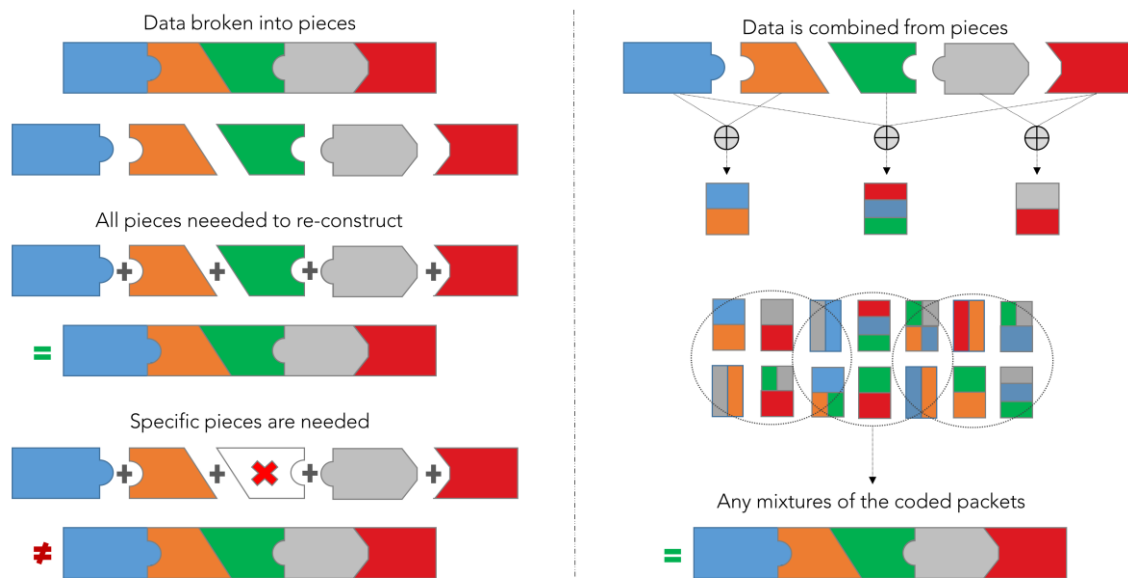 Data broken into pieces
All pieces neeeded to re-construct
+ + + +
=
Specific pieces are needed
+ + + +
≠
Data is combined from pieces
Any mixtures of the coded packets
=